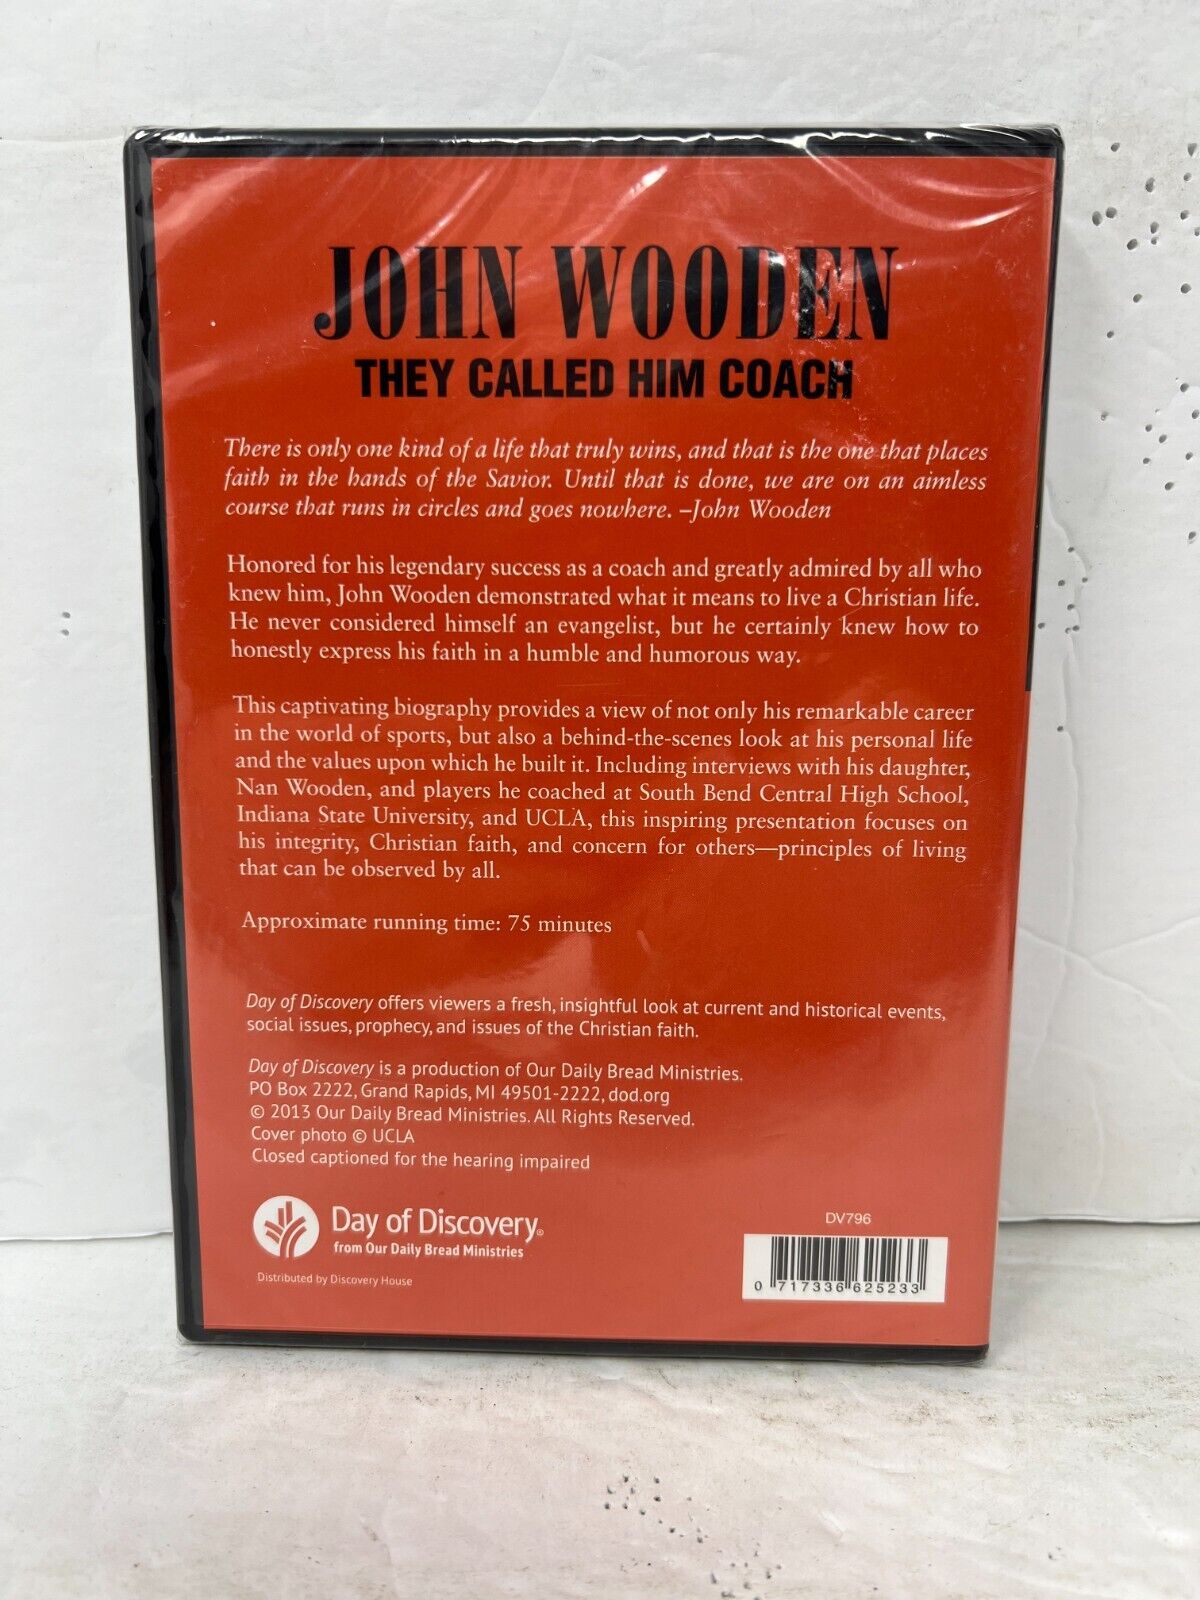 JOHN WOODEN
THEY CALLED HIM COACH
There is only one kind of a life that truly wins, and that is the one that places
faith in the hands of the Savior. Until that is done, we are on an aimless
course that runs in circles and goes nowhere. –John Wooden
Honored for his legendary success as a coach and greatly admired by all who
knew him, John Wooden demonstrated what it means to live a Christian life.
He never considered himself an evangelist, but he certainly knew how to
honestly express his faith in a humble and humorous way.
This captivating biography provides a view of not only his remarkable career
in the world of sports, but also a behind-the-scenes look at his personal life
and the values upon which he built it. Including interviews with his daughter,
Nan Wooden, and players he coached at South Bend Central High School,
Indiana State University, and UCLA, this inspiring presentation focuses on
his integrity, Christian faith, and concern for others—principles of living
that can be observed by all.
Approximate running time: 75 minutes
Day of Discovery offers viewers a fresh, insightful look at current and historical events,
social issues, prophecy, and issues of the Christian faith.
Day of Discovery is a production of Our Daily Bread Ministries.
PO Box 2222, Grand Rapids, MI 49501-2222, dod.org
© 2013 Our Daily Bread Ministries. All Rights Reserved.
Cover photo © UCLA
Closed captioned for the hearing impaired
Day of Discovery®
from Our Daily Bread Ministries
Distributed by Discovery House
DV796
0 717336 625233